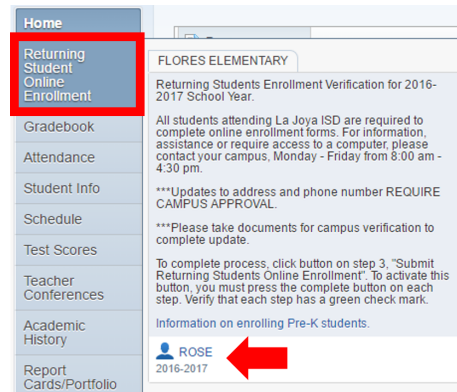 Home
Returning
Student
Online
Enrollment
Gradebook
Attendance
Student Info
Schedule
Test Scores
Teacher
Conferences
Academic
History
Report
Cards/Portfolio
FLORES ELEMENTARY
Returning Students Enrollment Verification for 2016-
2017 School Year.
All students attending La Joya ISD are required to
complete online enrollment forms. For information,
assistance or require access to a computer, please
contact your campus, Monday - Friday from 8:00 am -
4:30 pm.
***Updates to address and phone number REQUIRE
CAMPUS APPROVAL.
***Please take documents for campus verification to
complete update.
To complete process, click button on step 3, "Submit
Returning Students Online Enrollment". To activate this
button, you must press the complete button on each
step. Verify that each step has a green check mark.
Information on enrolling Pre-K students.
ROSE
2016-2017